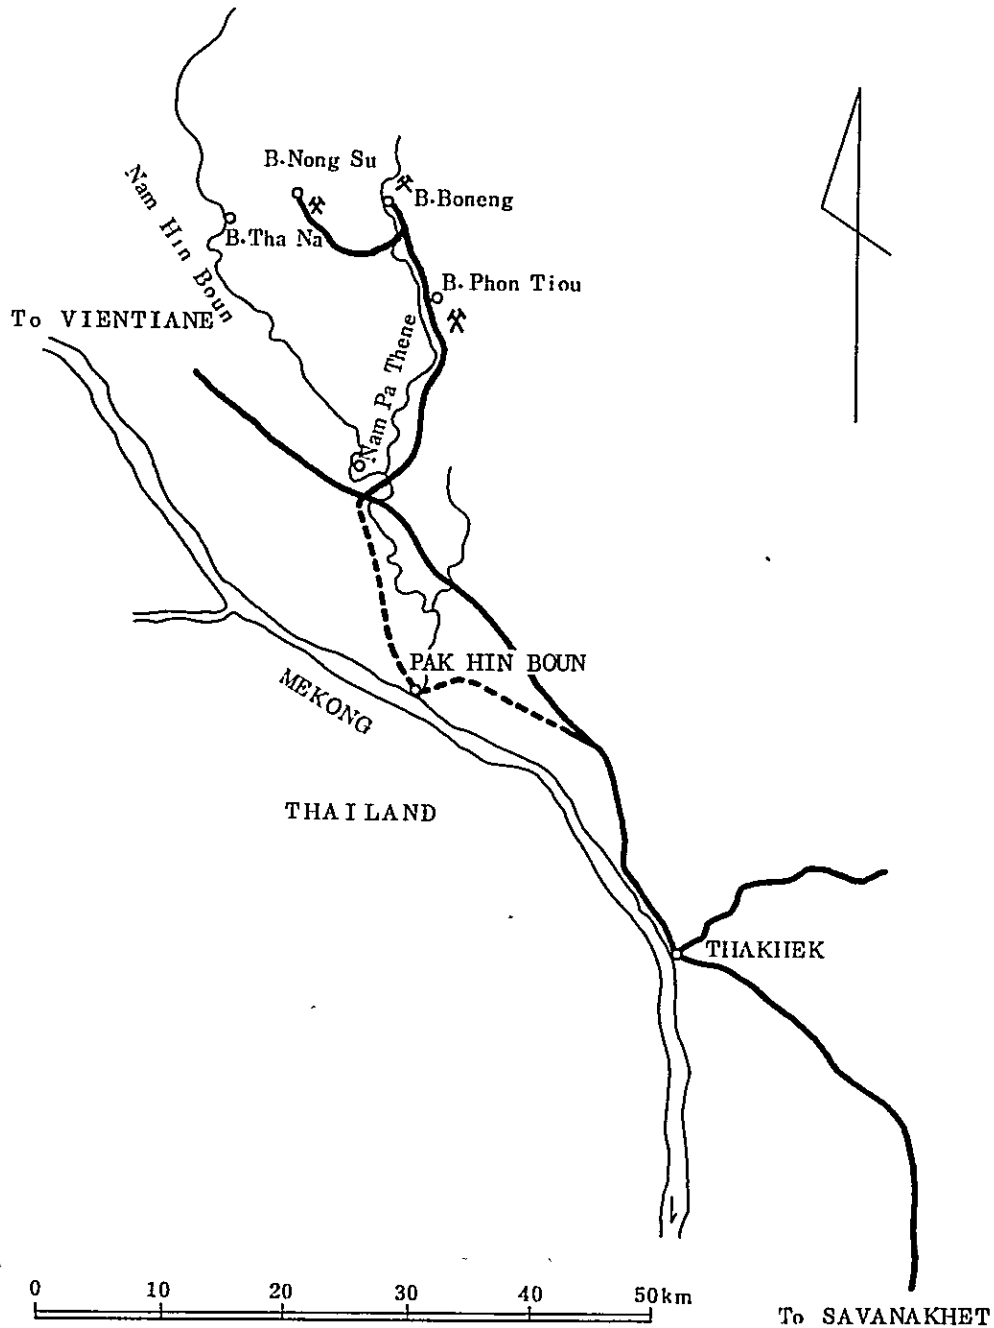 B.Nong Su
B.Boneng
Nam Hin Boun
B.Tha Na
B. Phon Tiou
To VIENTIANE
Nam Pa Thene
PAK HIN BOUN
MEKONG
THAILAND
THAKHEK
0 10 20 30 40 50km
To SAVANAKHET